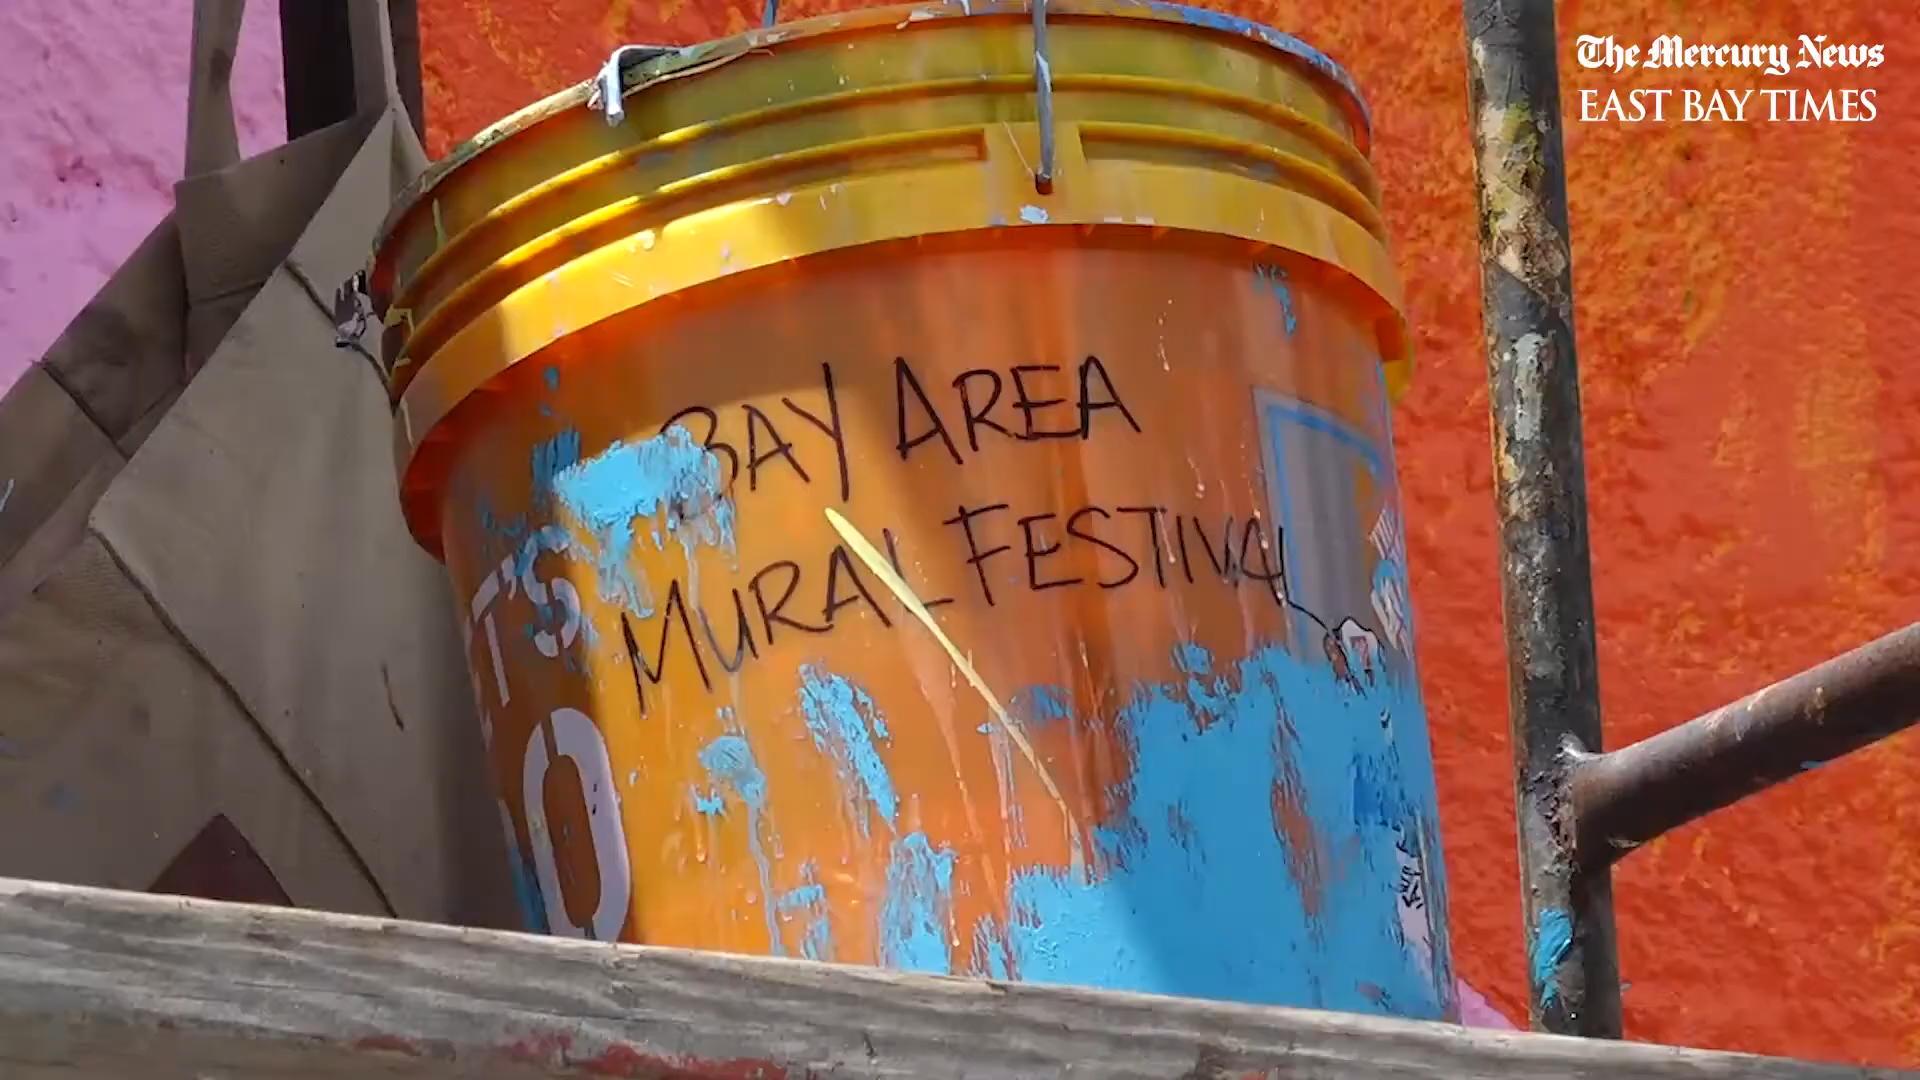 The Mercury News
EAST BAY TIMES
BAY AREA
MURAL FESTIVAL